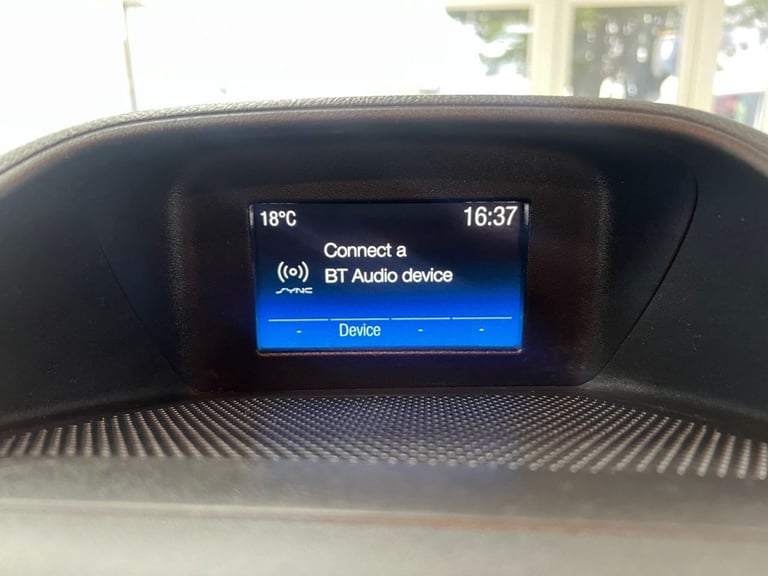 18°C 16:37
Connect a
BT Audio device
SYNC
- Device - -